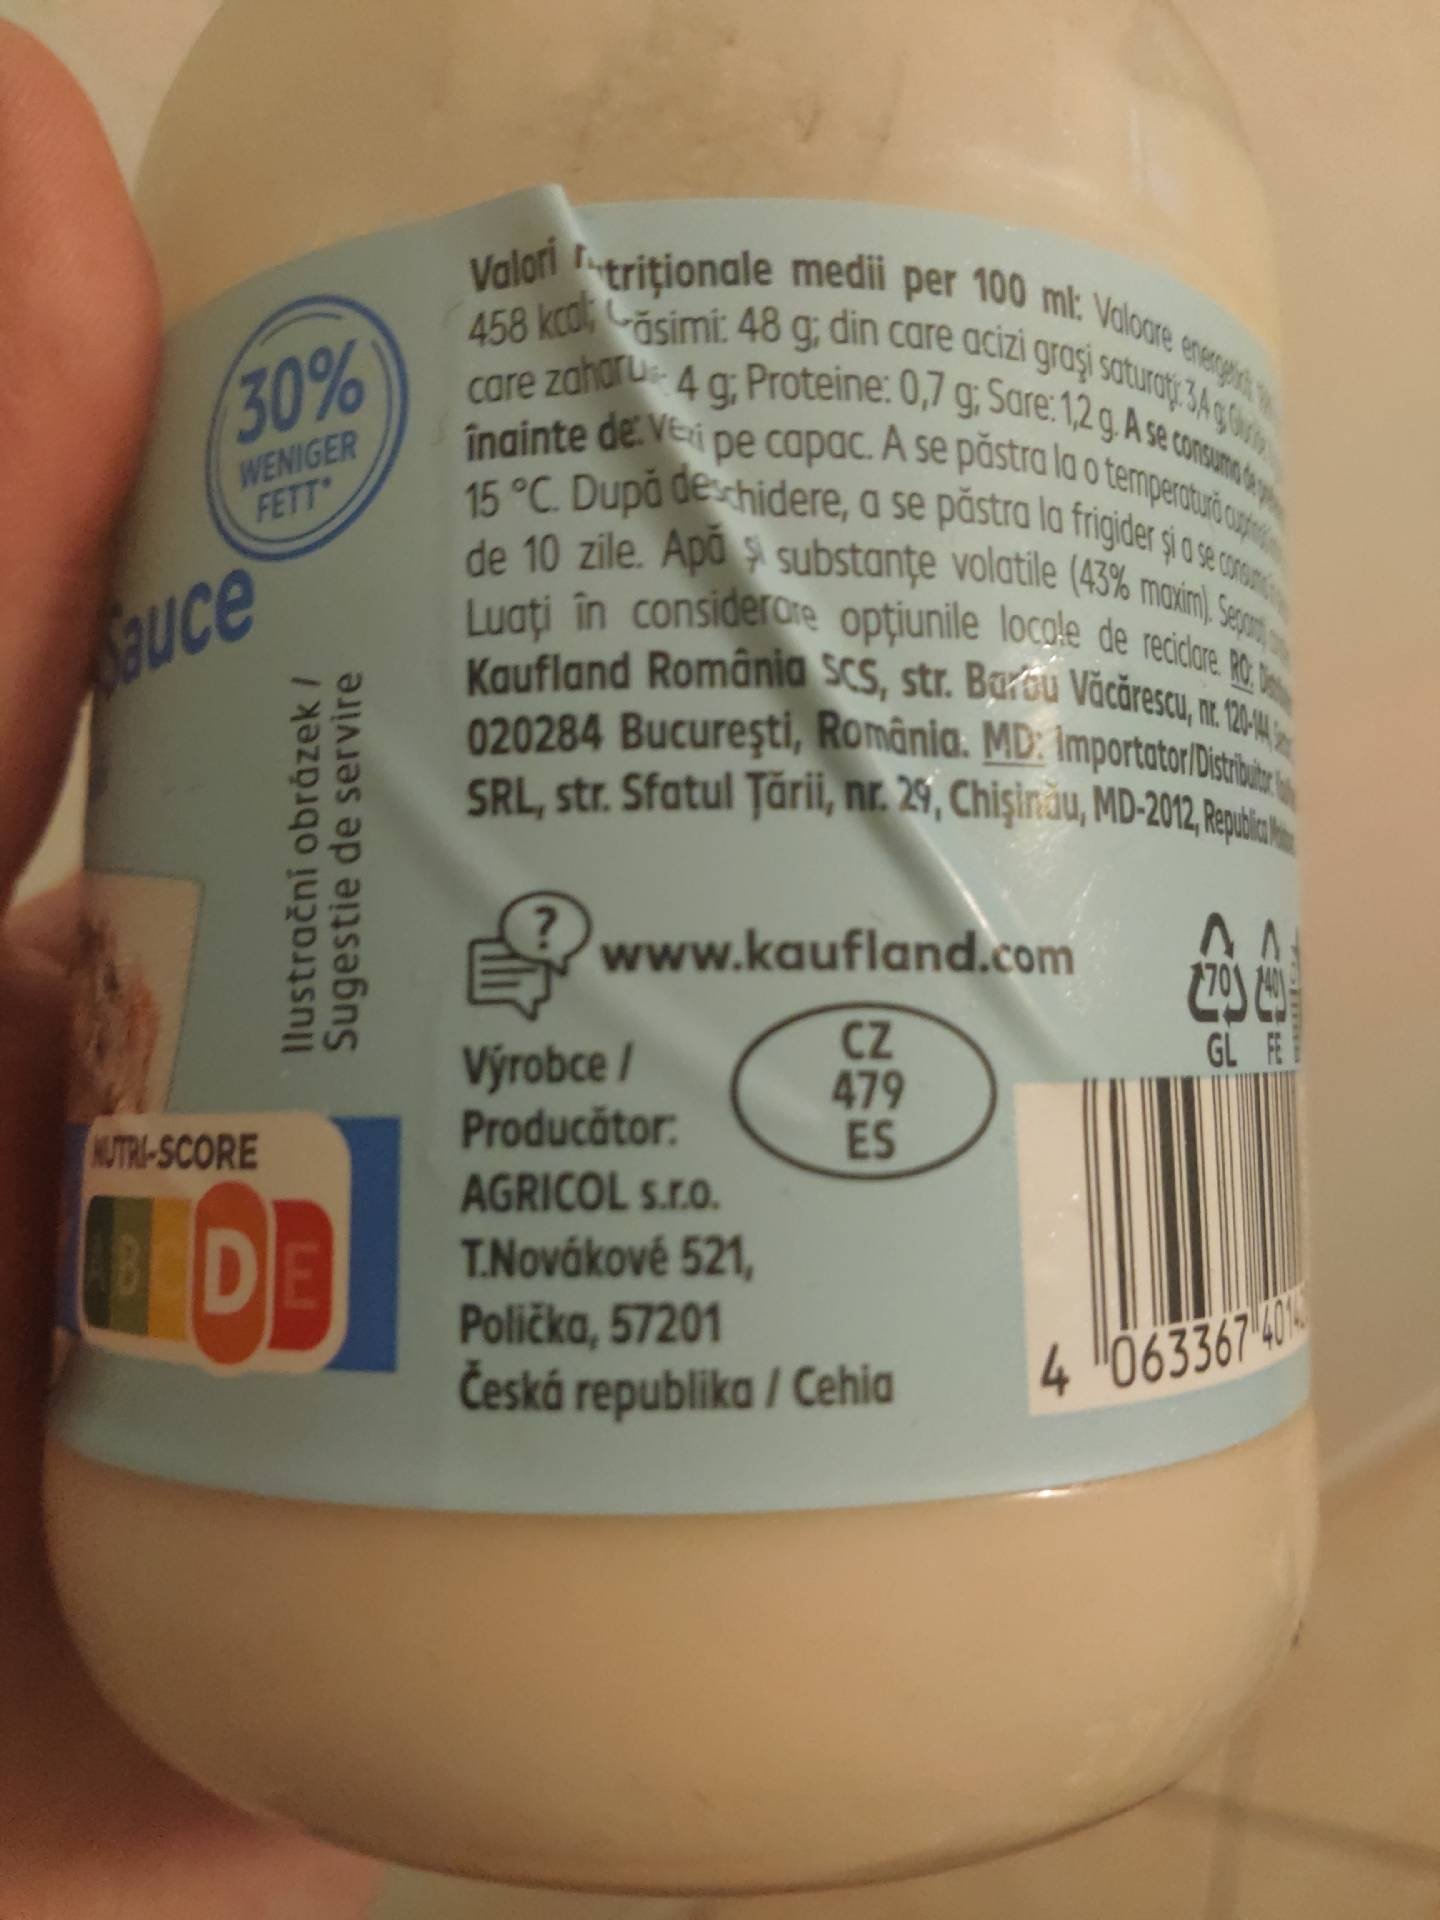 30%
WENIGER
FETT*
Sauce
Ilustrační obrázek /
Sugestie de servire
NUTRI-SCORE
A B C D E
Valori nutriționale medii per 100 ml: Valoare energetică:
458 kcal; Grăsimi: 48 g; din care acizi grași saturați: 3,4 g;
care zaharuri: 4 g; Proteine: 0,7 g; Sare: 1,2 g. A se consuma de
înainte de: Vezi pe capac. A se păstra la o temperatură
15 °C. După deschidere, a se păstra la frigider și a se consuma
de 10 zile. Apă și substanțe volatile (43% maxim). Separați
Luați în considerare opțiunile locale de reciclare. RO:
Kaufland România SCS, str. Barbu Văcărescu, nr. 120-144,
020284 București, România. MD: Importator/Distribuitor:
SRL, str. Sfatul Țării, nr. 29, Chișinău, MD-2012, Republica
?
www.kaufland.com
70 40
GL FE
Výrobce /
Producător:
AGRICOL s.r.o.
T.Novákové 521,
Polička, 57201
Česká republika / Cehia
CZ
479
ES
4 063367